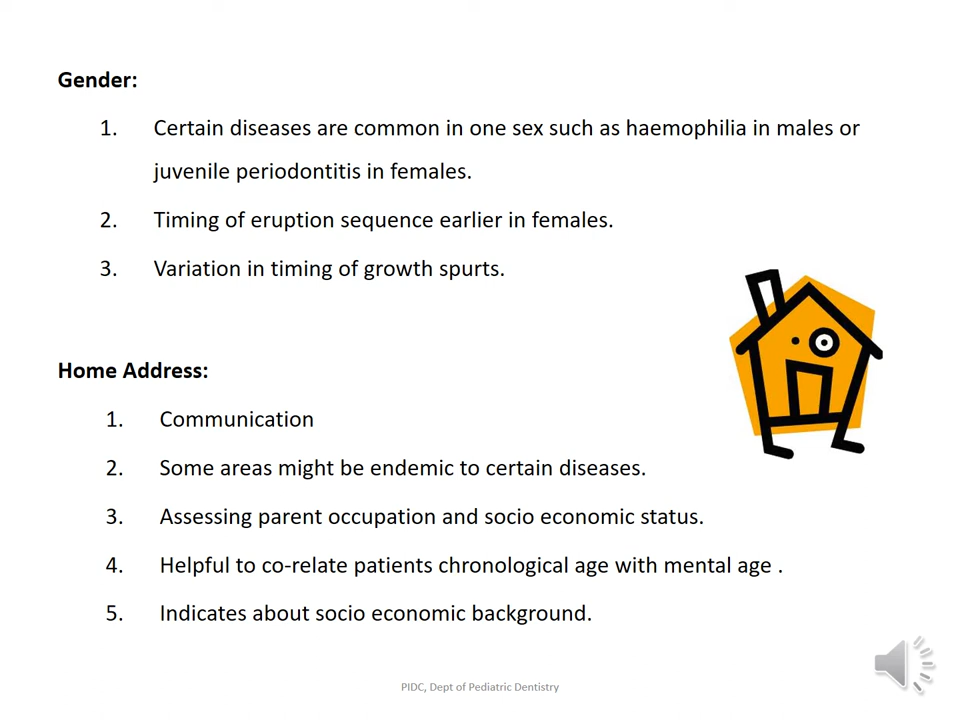 Gender:
1. Certain diseases are common in one sex such as haemophilia in males or
juvenile periodontitis in females.
2. Timing of eruption sequence earlier in females.
3. Variation in timing of growth spurts.
Home Address:
1. Communication
2. Some areas might be endemic to certain diseases.
3. Assessing parent occupation and socio economic status.
4. Helpful to co-relate patients chronological age with mental age .
5. Indicates about socio economic background.
PIDC, Dept of Pediatric Dentistry